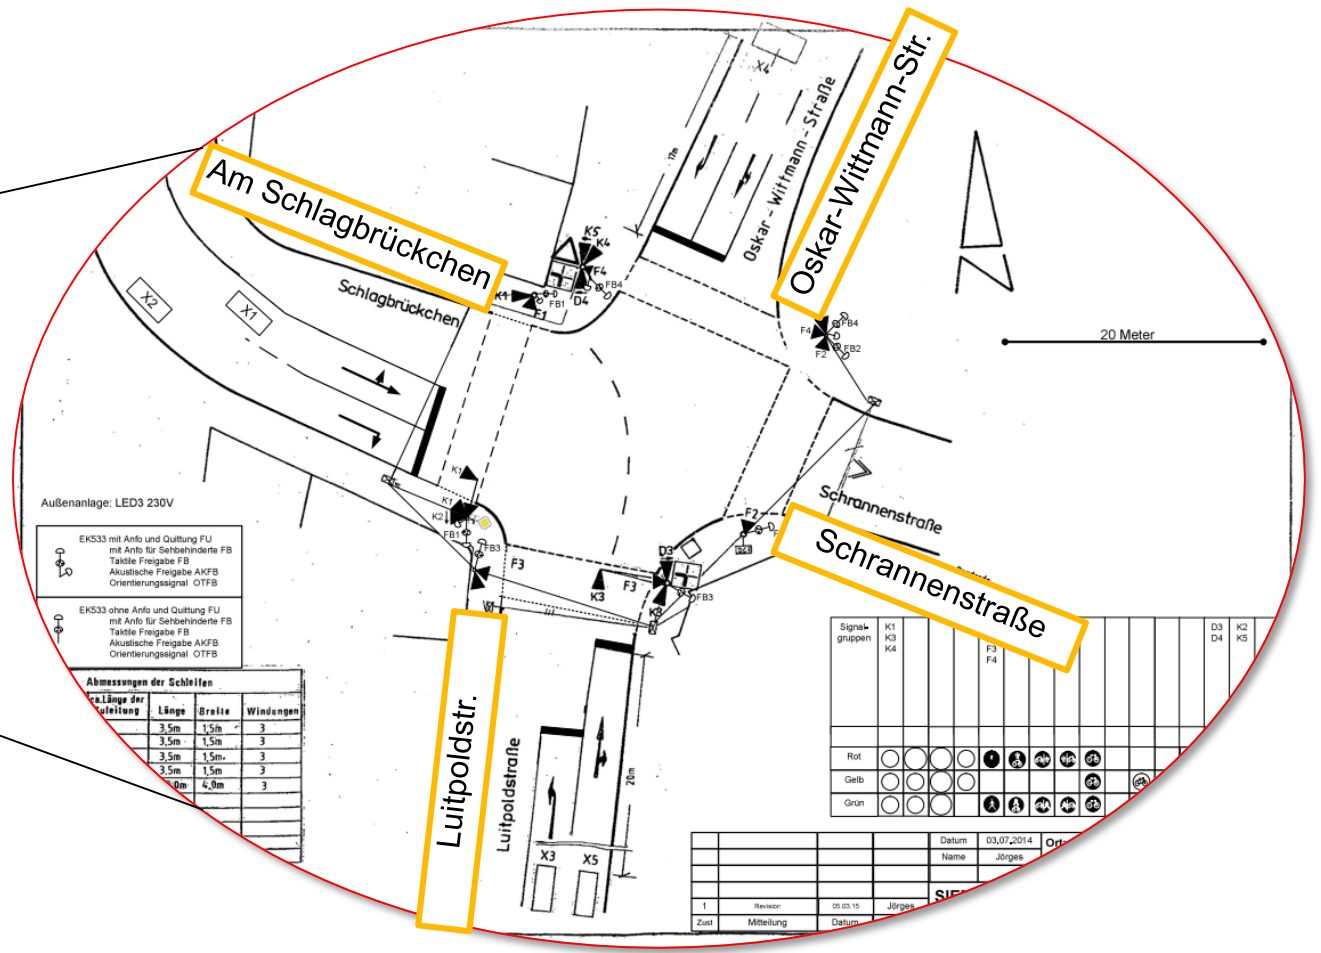 Oskar-Wittmann-Str.
Am Schlagbrückchen
Schrannenstraße
Luitpoldstr.
X4
17m
Oskar-Wittmann-Straße
K5
K4
F4
FB4
D4
K1
FB1
F1
Schlagbrückchen
X2
X1
F4
FB4
F2
FB2
20 Meter
K1
K1
K2
FB1
FB3
F3
F3
K3
D3
K3
FB3
F2
Schrannenstraße
Luitpoldstraße
20m
X3
X5
Außenanlage: LED3 230V
EK533 mit Anfo und Quittung FU
mit Anfo für Sehbehinderte FB
Taktile Freigabe FB
Akustische Freigabe AKFB
Orientierungssignal OTFB
EK533 ohne Anfo und Quittung FU
mit Anfo für Sehbehinderte FB
Taktile Freigabe FB
Akustische Freigabe AKFB
Orientierungssignal OTFB
Abmessungen der Schleifen
ca.Länge der Zuleitung Länge Breite Windungen
3,5m 1,5m 3
3,5m 1,5m 3
3,5m 1,5m 3
3,5m 1,5m 3
4,0m 3
Signal-gruppen K1 D3 K2
K3 D4 K5
K4 F3
F4
Rot
Gelb
Grün
Datum 03.07.2014
Name Jörges
1 Revision 05.03.15 Jörges
Zust Mitteilung Datum